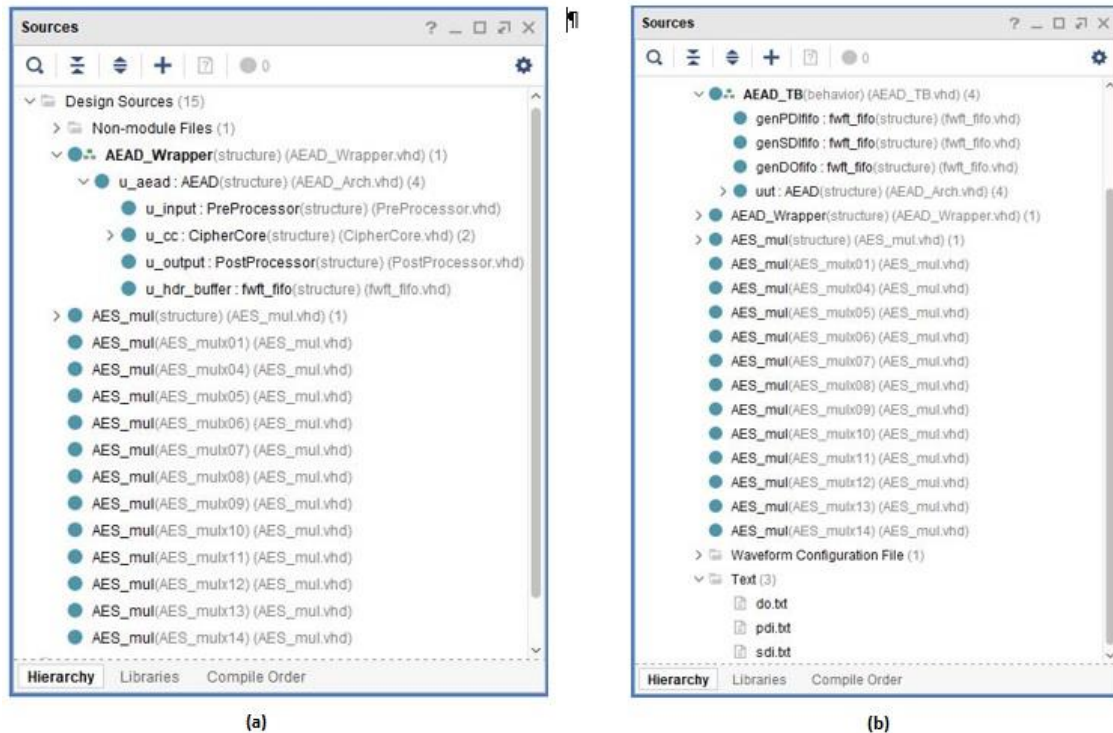 Sources
? _ □ ↗ ×
0
Design Sources (15)
Non-module Files (1)
AEAD_Wrapper(structure) (AEAD_Wrapper.vhd) (1)
u_aead : AEAD(structure) (AEAD_Arch.vhd) (4)
u_input : PreProcessor(structure) (PreProcessor.vhd)
u_cc : CipherCore(structure) (CipherCore.vhd) (2)
u_output : PostProcessor(structure) (PostProcessor.vhd)
u_hdr_buffer : fwft_fifo(structure) (fwft_fifo.vhd)
AES_mul(structure) (AES_mul.vhd) (1)
AES_mul(AES_mulx01) (AES_mul.vhd)
AES_mul(AES_mulx04) (AES_mul.vhd)
AES_mul(AES_mulx05) (AES_mul.vhd)
AES_mul(AES_mulx06) (AES_mul.vhd)
AES_mul(AES_mulx07) (AES_mul.vhd)
AES_mul(AES_mulx08) (AES_mul.vhd)
AES_mul(AES_mulx09) (AES_mul.vhd)
AES_mul(AES_mulx10) (AES_mul.vhd)
AES_mul(AES_mulx11) (AES_mul.vhd)
AES_mul(AES_mulx12) (AES_mul.vhd)
AES_mul(AES_mulx13) (AES_mul.vhd)
AES_mul(AES_mulx14) (AES_mul.vhd)
Hierarchy Libraries Compile Order
(a)
¶
Sources
? _ □ ↗ ×
0
AEAD_TB(behavior) (AEAD_TB.vhd) (4)
genPDIfifo : fwft_fifo(structure) (fwft_fifo.vhd)
genSDIfifo : fwft_fifo(structure) (fwft_fifo.vhd)
genDOfifo : fwft_fifo(structure) (fwft_fifo.vhd)
uut : AEAD(structure) (AEAD_Arch.vhd) (4)
AEAD_Wrapper(structure) (AEAD_Wrapper.vhd) (1)
AES_mul(structure) (AES_mul.vhd) (1)
AES_mul(AES_mulx01) (AES_mul.vhd)
AES_mul(AES_mulx04) (AES_mul.vhd)
AES_mul(AES_mulx05) (AES_mul.vhd)
AES_mul(AES_mulx06) (AES_mul.vhd)
AES_mul(AES_mulx07) (AES_mul.vhd)
AES_mul(AES_mulx08) (AES_mul.vhd)
AES_mul(AES_mulx09) (AES_mul.vhd)
AES_mul(AES_mulx10) (AES_mul.vhd)
AES_mul(AES_mulx11) (AES_mul.vhd)
AES_mul(AES_mulx12) (AES_mul.vhd)
AES_mul(AES_mulx13) (AES_mul.vhd)
AES_mul(AES_mulx14) (AES_mul.vhd)
Waveform Configuration File (1)
Text (3)
do.txt
pdi.txt
sdi.txt
Hierarchy Libraries Compile Order
(b)